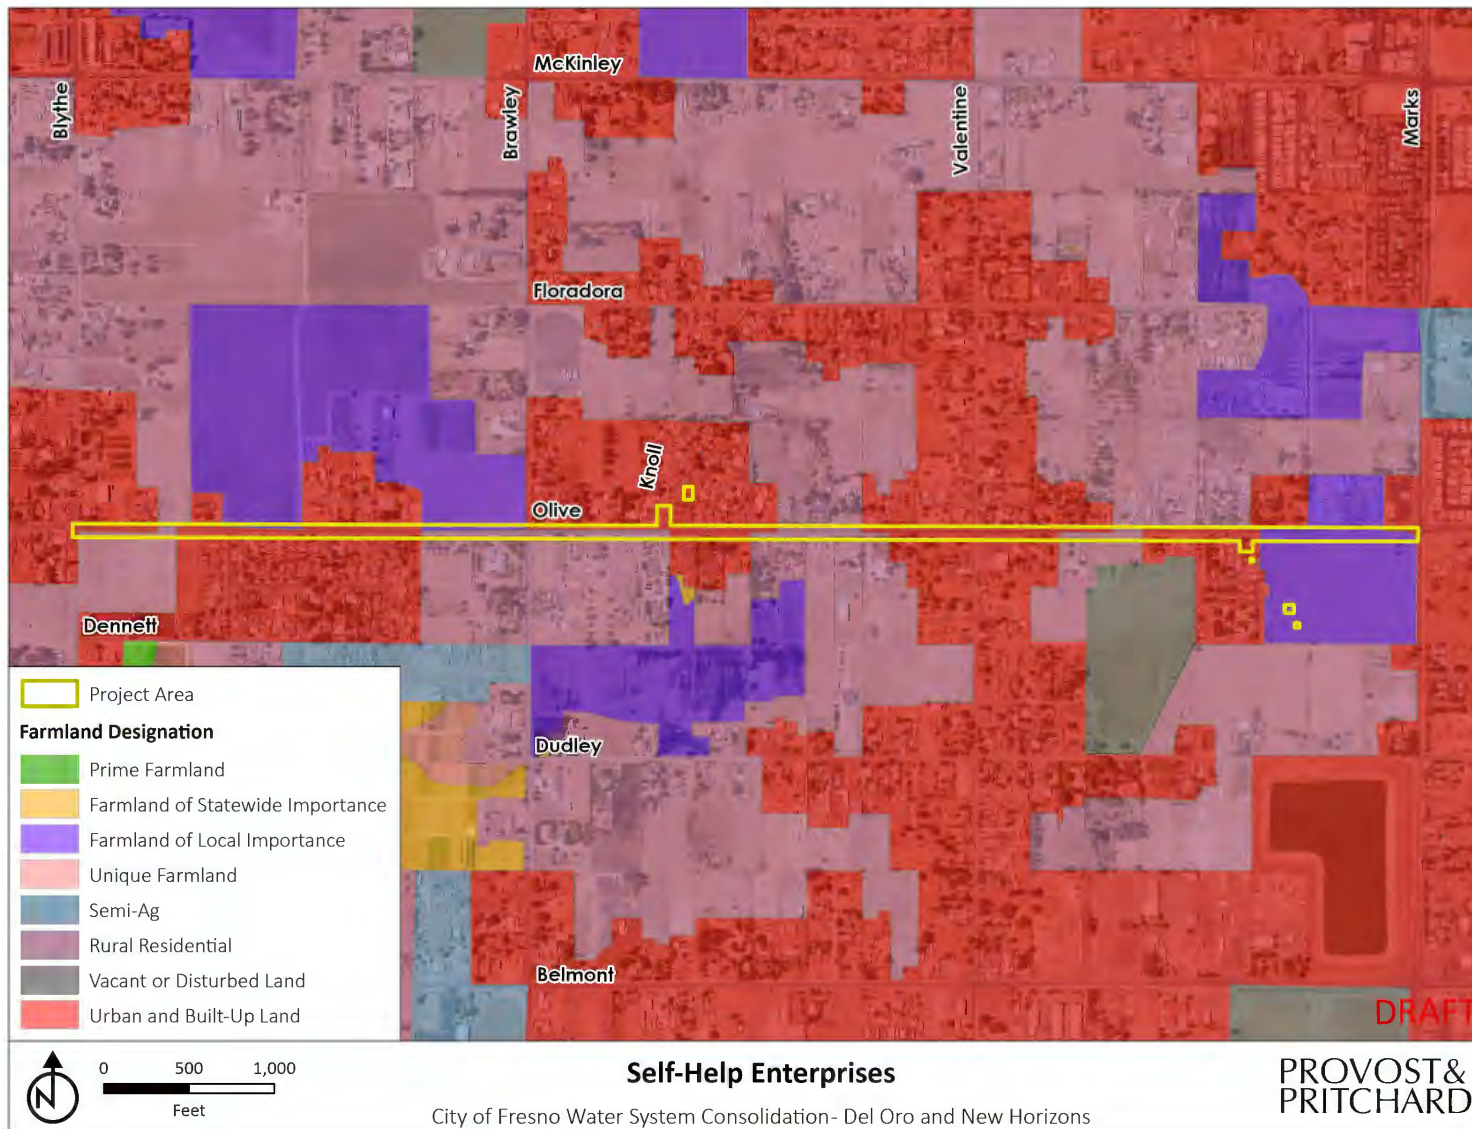 McKinley
Blythe
Brawley
Valentine
Marks
Floradora
Knoll
Olive
Dennett
Dudley
Belmont
Project Area
Farmland Designation
Prime Farmland
Farmland of Statewide Importance
Farmland of Local Importance
Unique Farmland
Semi-Ag
Rural Residential
Vacant or Disturbed Land
Urban and Built-Up Land
DRAFT
N
0 500 1,000
Feet
Self-Help Enterprises
City of Fresno Water System Consolidation- Del Oro and New Horizons
PROVOST&
PRITCHARD